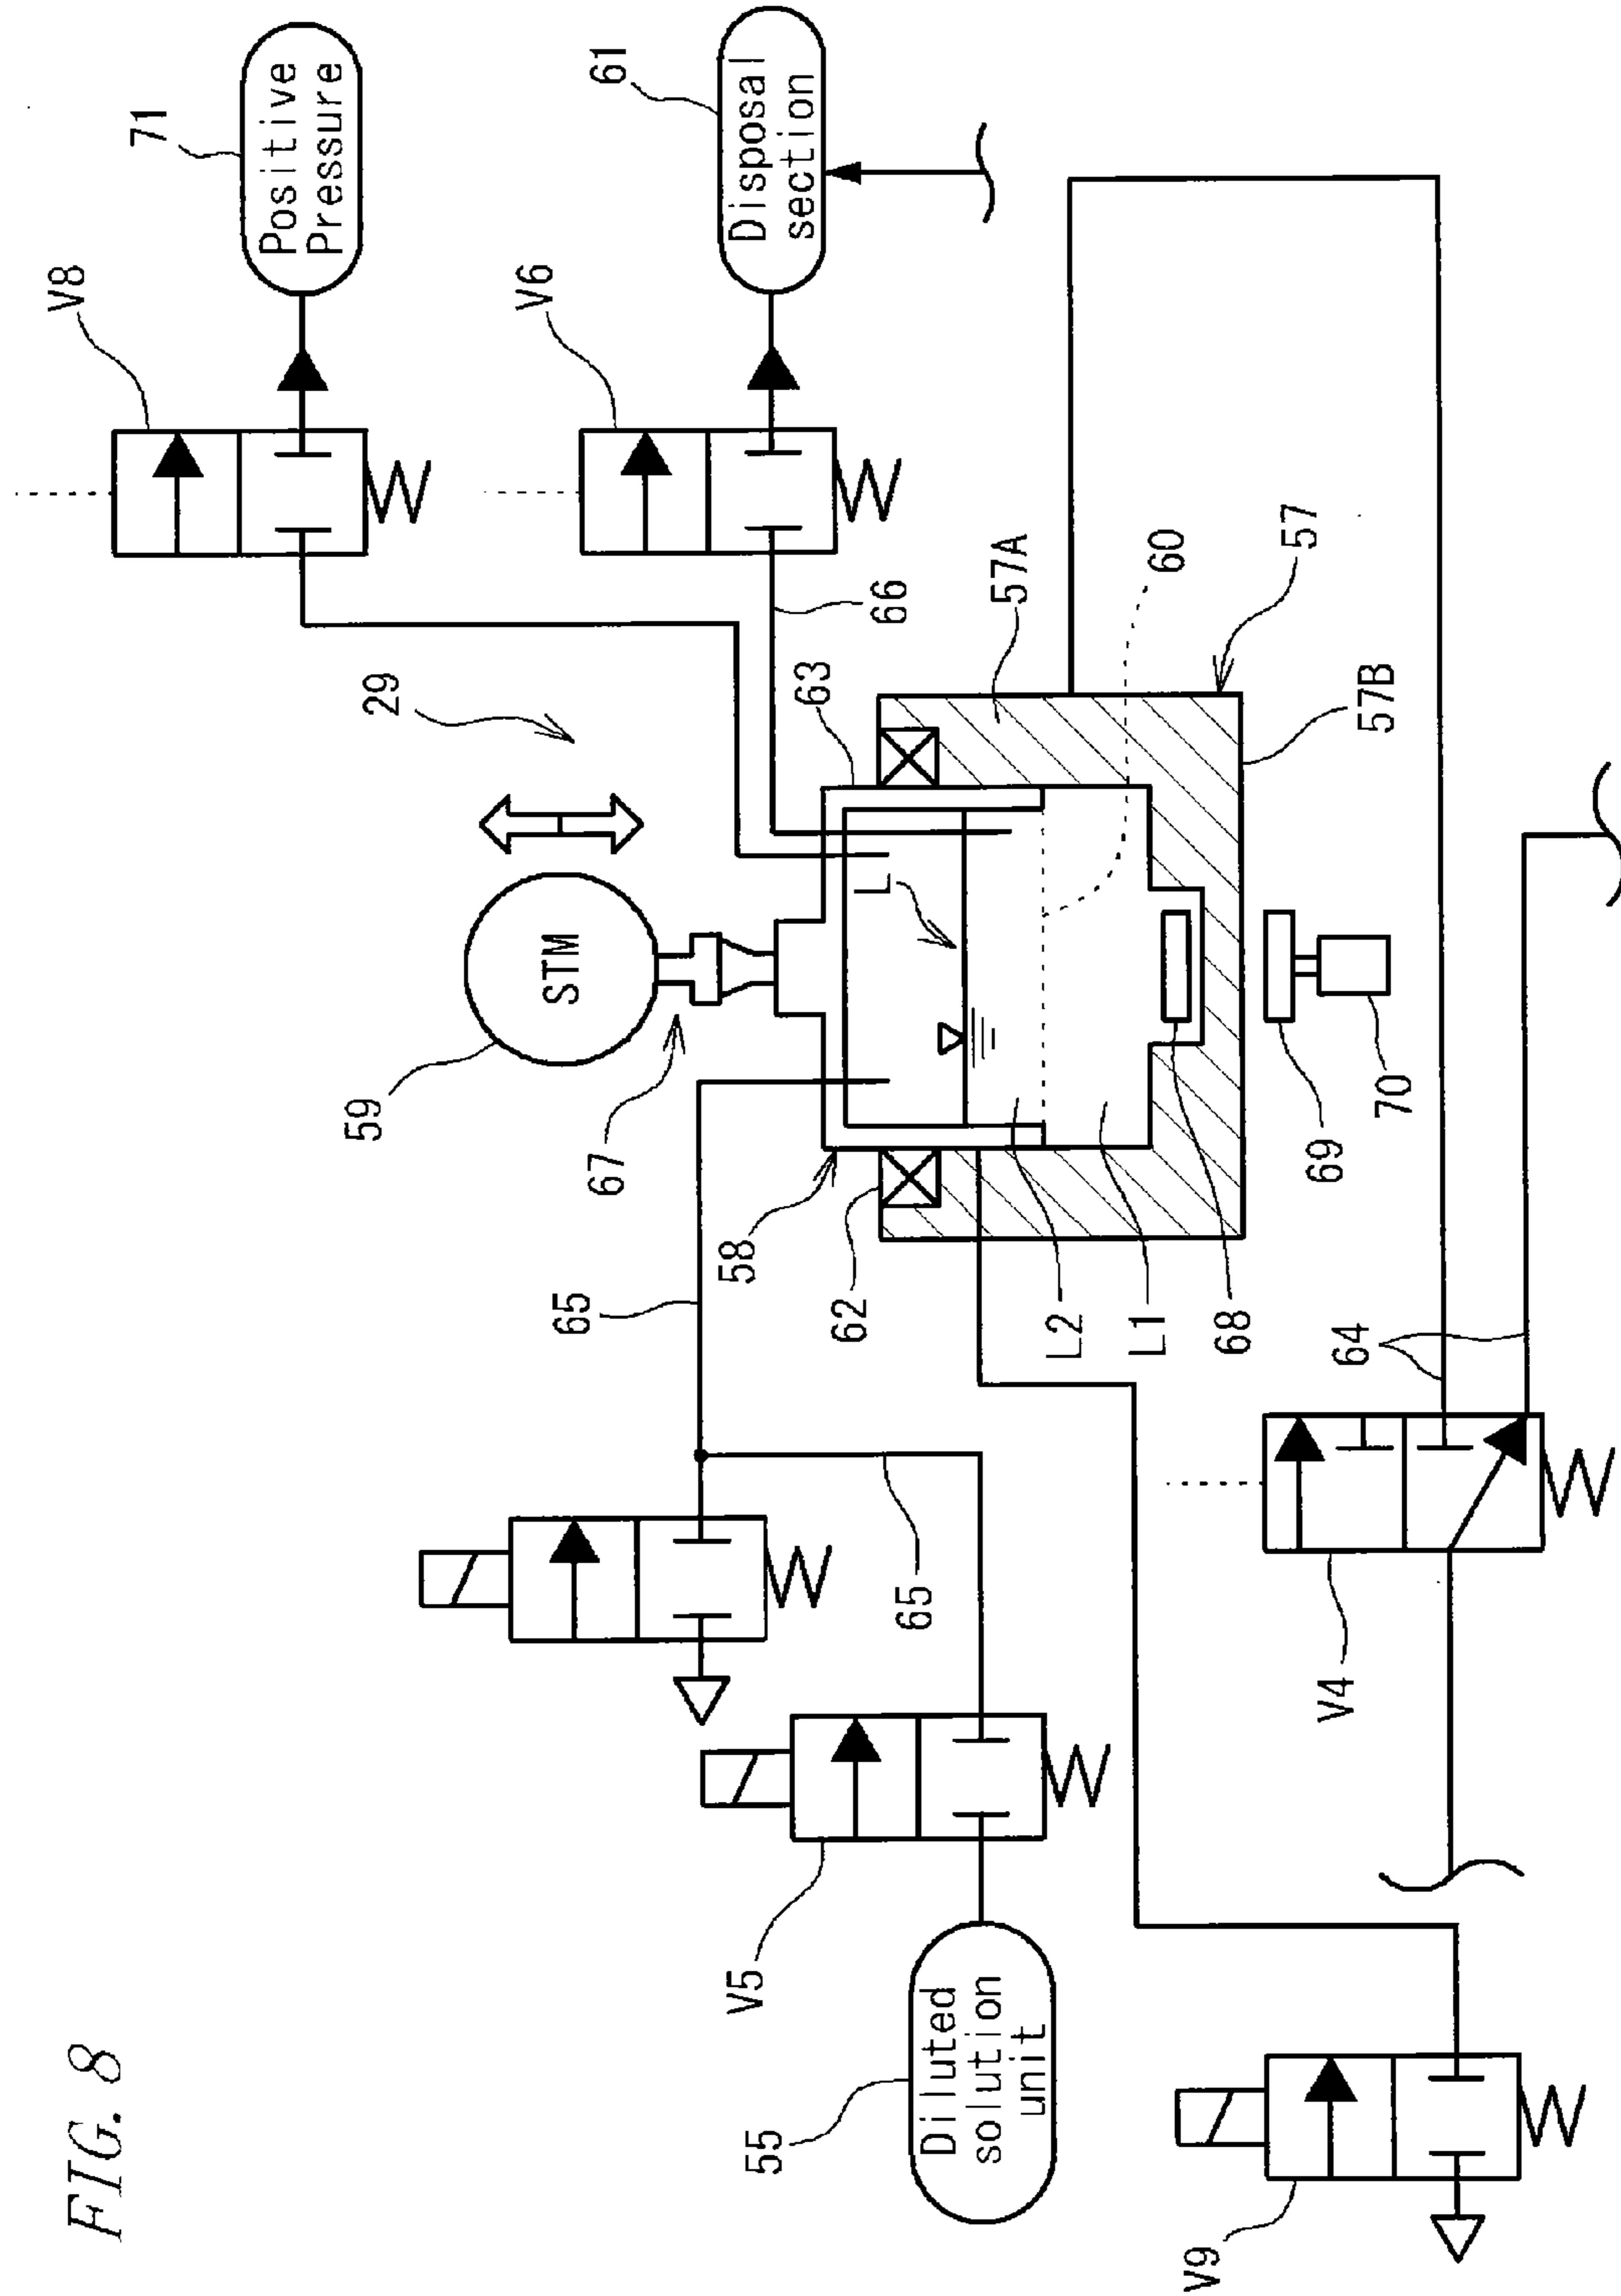 FIG. 8
71
Positive
Pressure
V8
61
Disposal
section
V6
29
66
63
57A
60
57
57B
59
STM
67
L
58
62
65
L2
L1
68
69
70
64
65
V5
55
Diluted
solution
unit
V4
V9